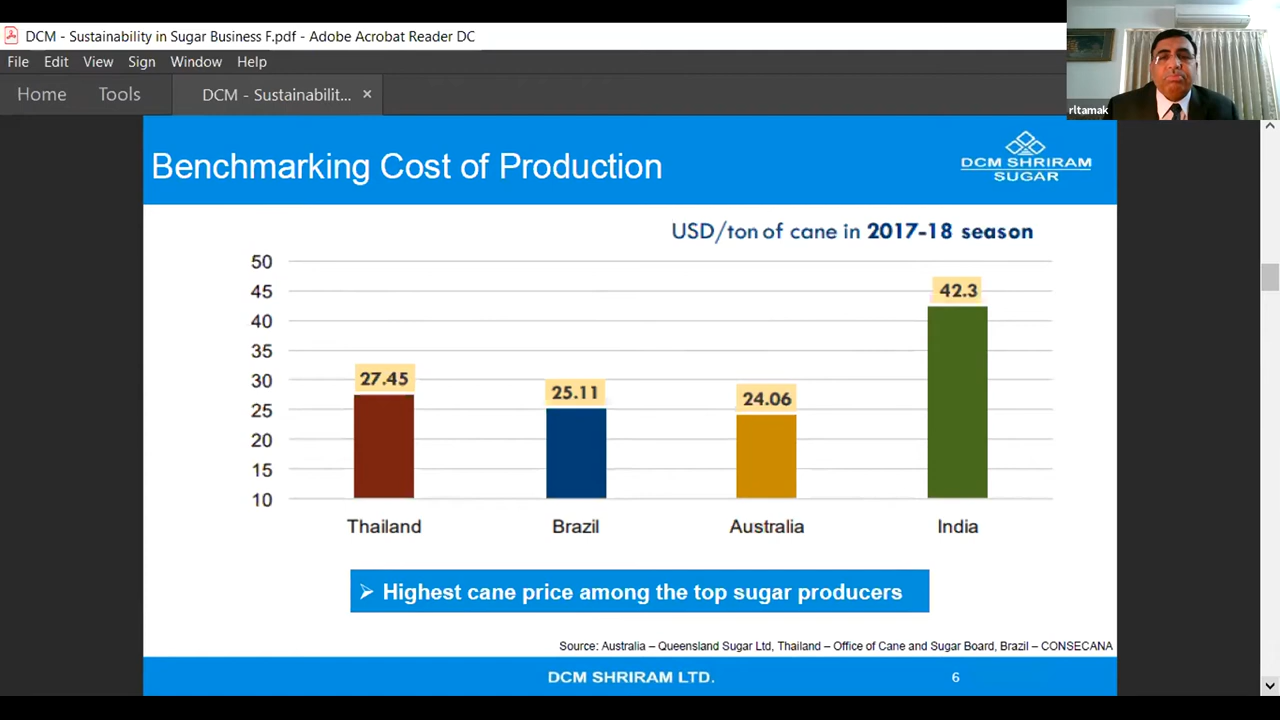 DCM - Sustainability in Sugar Business F.pdf - Adobe Acrobat Reader DC
File Edit View Sign Window Help
Home Tools DCM - Sustainabilit... ×
rltamak
Benchmarking Cost of Production
DCM SHRIRAM
SUGAR
USD/ton of cane in 2017-18 season
50
45
40
35
30
25
20
15
10
27.45
25.11
24.06
42.3
Thailand Brazil Australia India
➢ Highest cane price among the top sugar producers
Source: Australia – Queensland Sugar Ltd, Thailand – Office of Cane and Sugar Board, Brazil – CONSECANA
DCM SHRIRAM LTD. 6